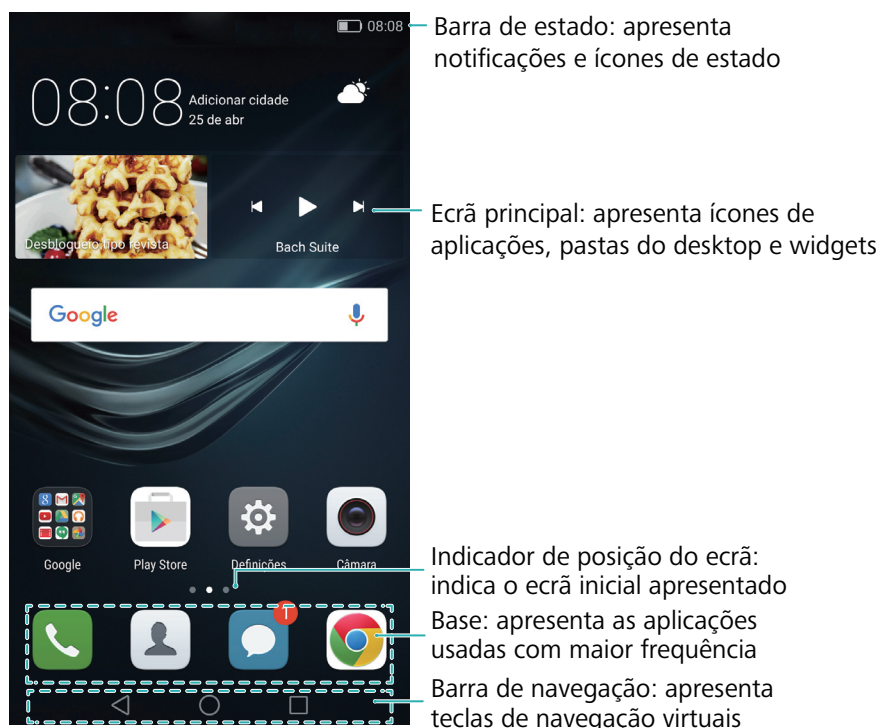 08:08
Barra de estado: apresenta
notificações e ícones de estado
08:08
Adicionar cidade
25 de abr
Desbloqueio tipo revista
Bach Suite
Ecrã principal: apresenta ícones de
aplicações, pastas do desktop e widgets
Google
Google
Play Store
Definições
Câmara
Indicador de posição do ecrã:
indica o ecrã inicial apresentado
1
Base: apresenta as aplicações
usadas com maior frequência
Barra de navegação: apresenta
teclas de navegação virtuais